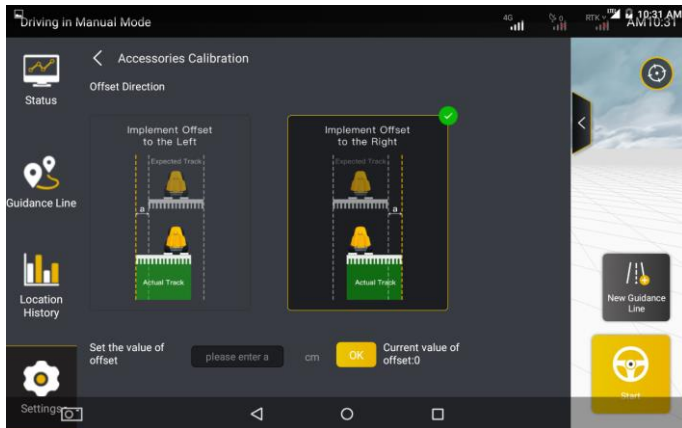 Driving in Manual Mode
4G
10:31 AM
AM10:31
RTK
Accessories Calibration
Offset Direction
Status
Guidance Line
Location
History
Settings
Implement Offset
to the Left
Expected Track
a
Actual Track
Implement Offset
to the Right
Expected Track
a
Actual Track
Set the value of
offset
please enter a
cm
OK
Current value of
offset:0
New Guidance
Line
Start